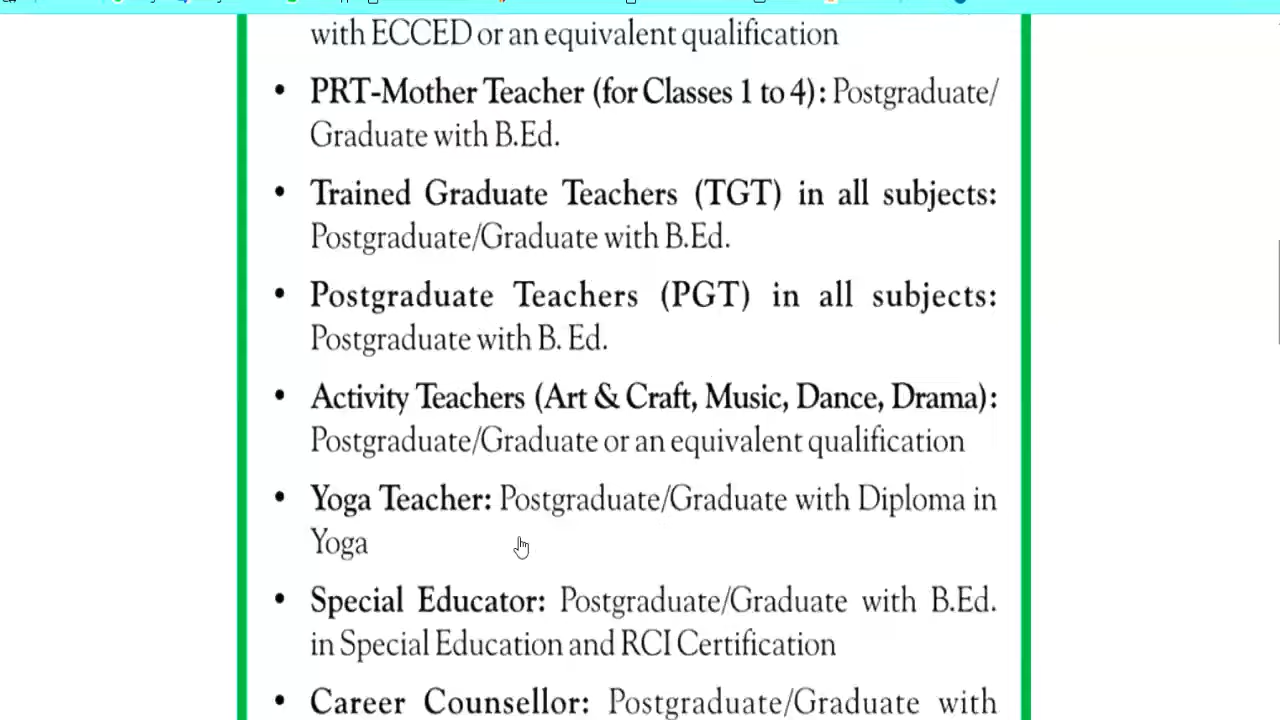 with ECCED or an equivalent qualification
• PRT-Mother Teacher (for Classes 1 to 4): Postgraduate/
Graduate with B.Ed.
• Trained Graduate Teachers (TGT) in all subjects:
Postgraduate/Graduate with B.Ed.
• Postgraduate Teachers (PGT) in all subjects:
Postgraduate with B. Ed.
• Activity Teachers (Art & Craft, Music, Dance, Drama):
Postgraduate/Graduate or an equivalent qualification
• Yoga Teacher: Postgraduate/Graduate with Diploma in
Yoga
• Special Educator: Postgraduate/Graduate with B.Ed.
in Special Education and RCI Certification
• Career Counsellor: Postgraduate/Graduate with